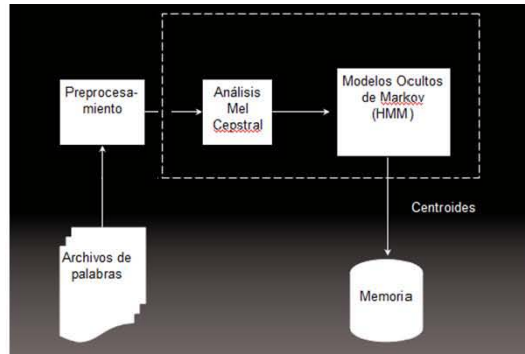 Preprocesa-
miento
Análisis
Mel
Cepstral
Modelos Ocultos
de Markov
(HMM)
Centroides
Archivos de
palabras
Memoria